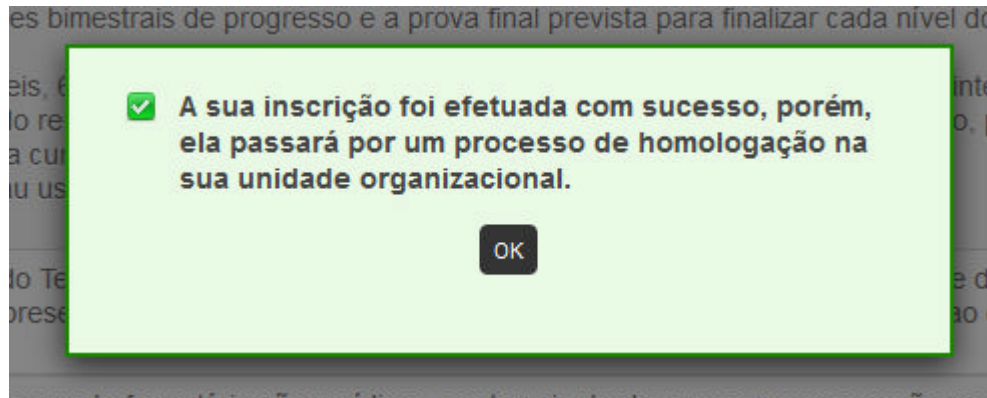 es bimestrais de progresso e a prova final prevista para finalizar cada nível do
A sua inscrição foi efetuada com sucesso, porém,
ela passará por um processo de homologação na
sua unidade organizacional.
OK